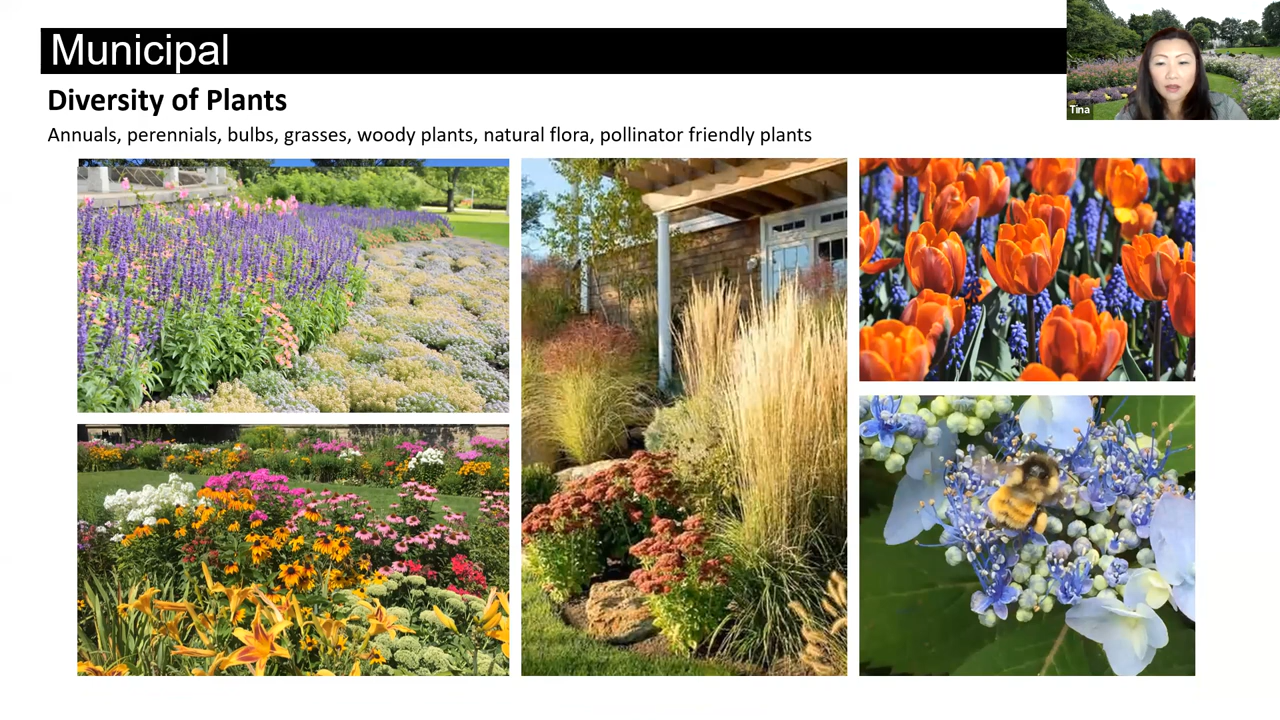 Municipal
Diversity of Plants
Annuals, perennials, bulbs, grasses, woody plants, natural flora, pollinator friendly plants
Tina